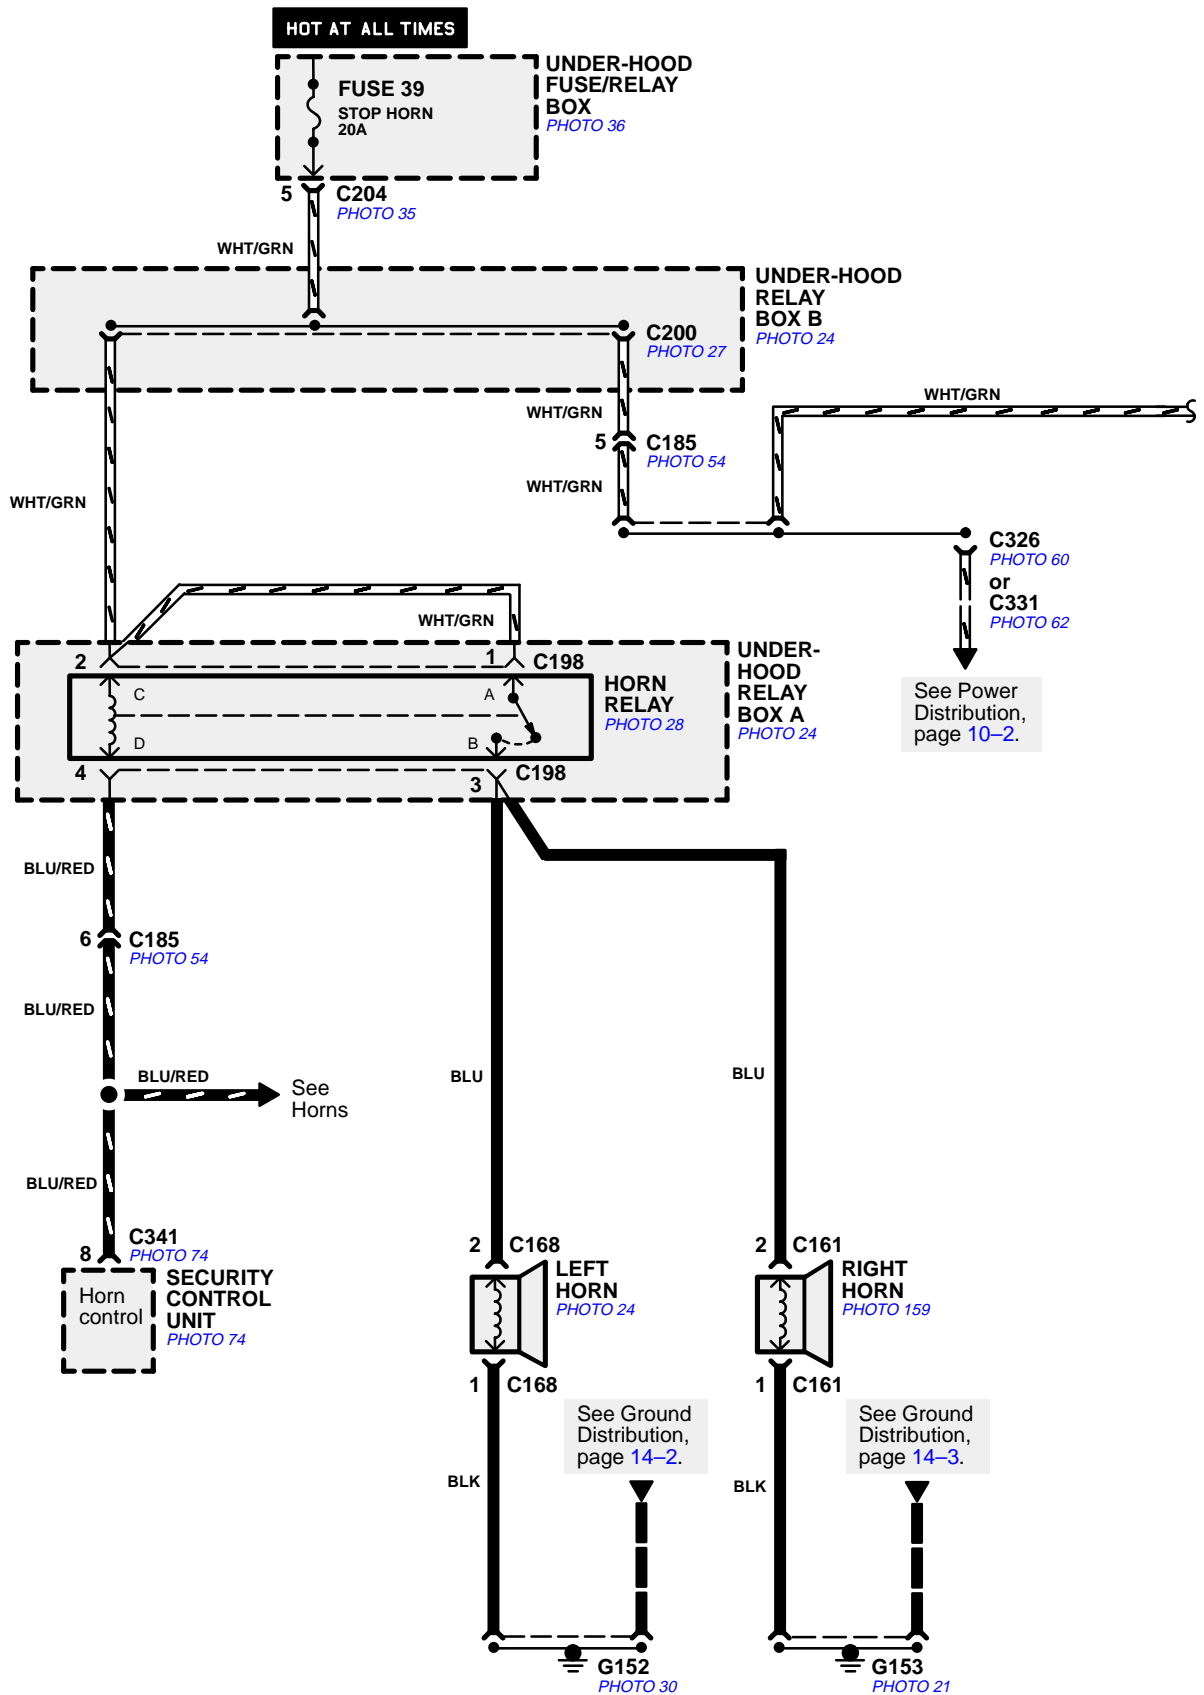 HOT AT ALL TIMES
UNDER-HOOD
FUSE/RELAY
BOX
PHOTO 36
FUSE 39
STOP HORN
20A
5
C204
PHOTO 35
WHT/GRN
UNDER-HOOD
RELAY
BOX B
PHOTO 24
C200
PHOTO 27
WHT/GRN
WHT/GRN
5
C185
PHOTO 54
WHT/GRN
WHT/GRN
C326
PHOTO 60
or
C331
PHOTO 62
WHT/GRN
See Power
Distribution,
page 10–2.
2
1
C198
UNDER-
HOOD
RELAY
BOX A
PHOTO 24
HORN
RELAY
PHOTO 28
C
A
D
B
4
3
C198
BLU/RED
6
C185
PHOTO 54
BLU/RED
BLU/RED
See
Horns
BLU
BLU
BLU/RED
8
C341
PHOTO 74
Horn
control
SECURITY
CONTROL
UNIT
PHOTO 74
2
C168
LEFT
HORN
PHOTO 24
2
C161
RIGHT
HORN
PHOTO 159
1
C168
1
C161
See Ground
Distribution,
page 14–2.
See Ground
Distribution,
page 14–3.
BLK
BLK
G152
PHOTO 30
G153
PHOTO 21